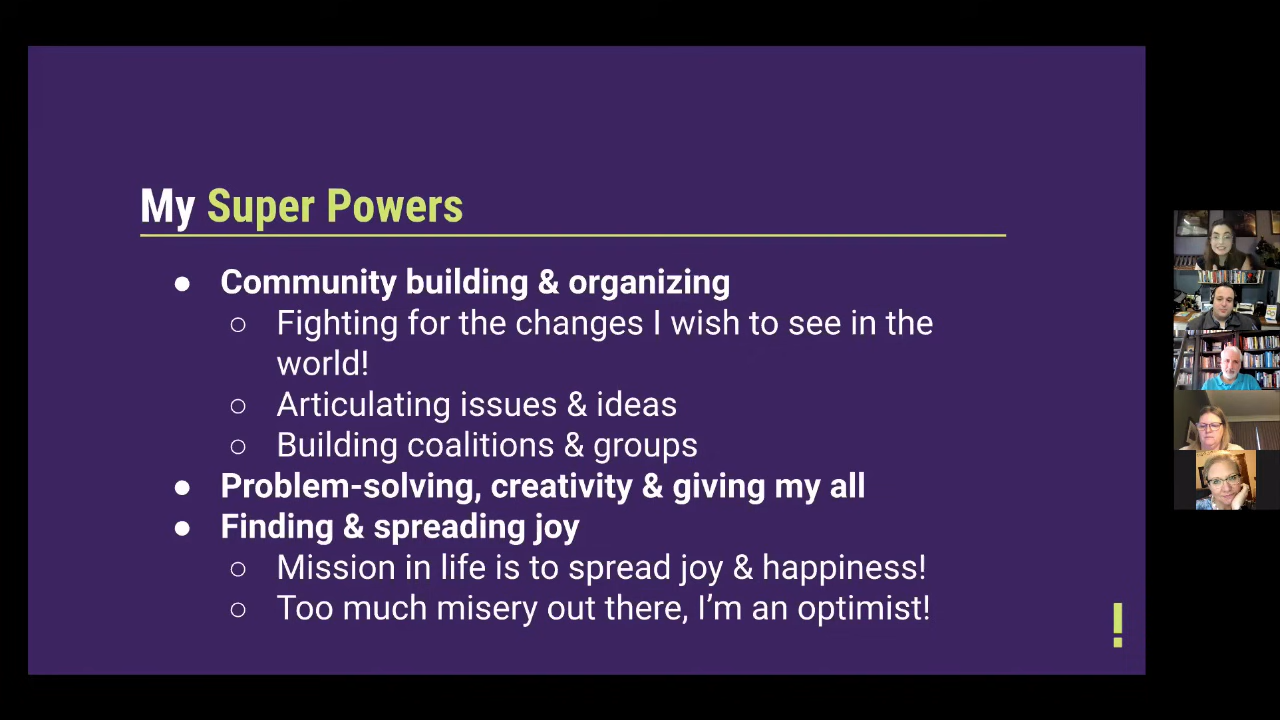 My Super Powers
● Community building & organizing
○ Fighting for the changes I wish to see in the
world!
○ Articulating issues & ideas
○ Building coalitions & groups
● Problem-solving, creativity & giving my all
● Finding & spreading joy
○ Mission in life is to spread joy & happiness!
○ Too much misery out there, I’m an optimist!
!